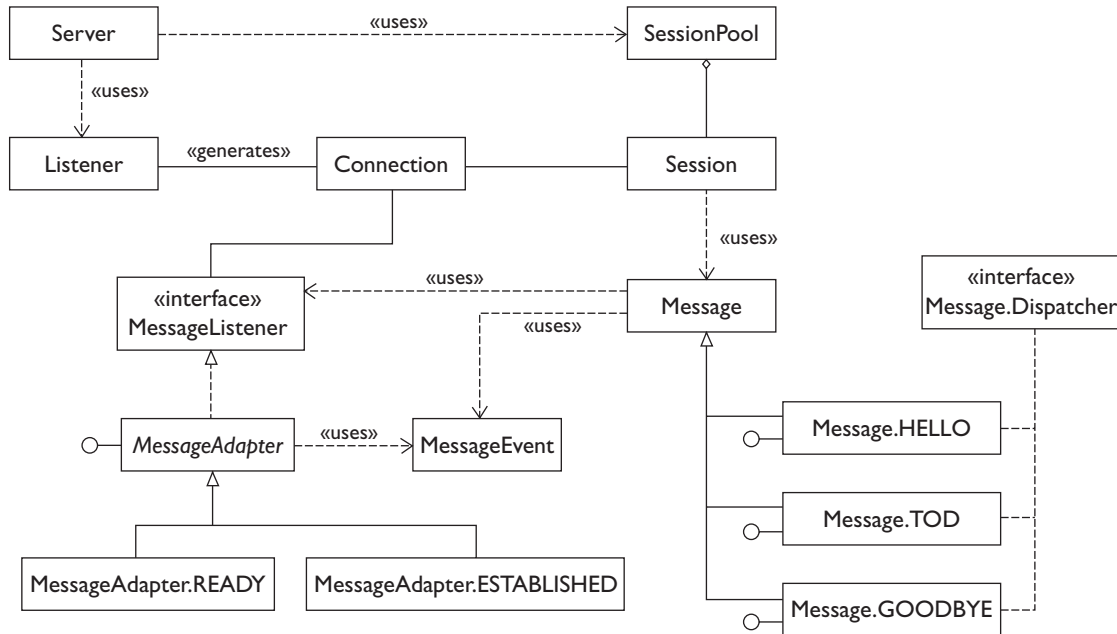 Server
«uses»
SessionPool
«uses»
Listener
«generates»
Connection
Session
«uses»
«interface»
MessageListener
«uses»
Message
«interface»
Message.Dispatcher
«uses»
MessageAdapter
«uses»
MessageEvent
Message.HELLO
Message.TOD
MessageAdapter.READY
MessageAdapter.ESTABLISHED
Message.GOODBYE